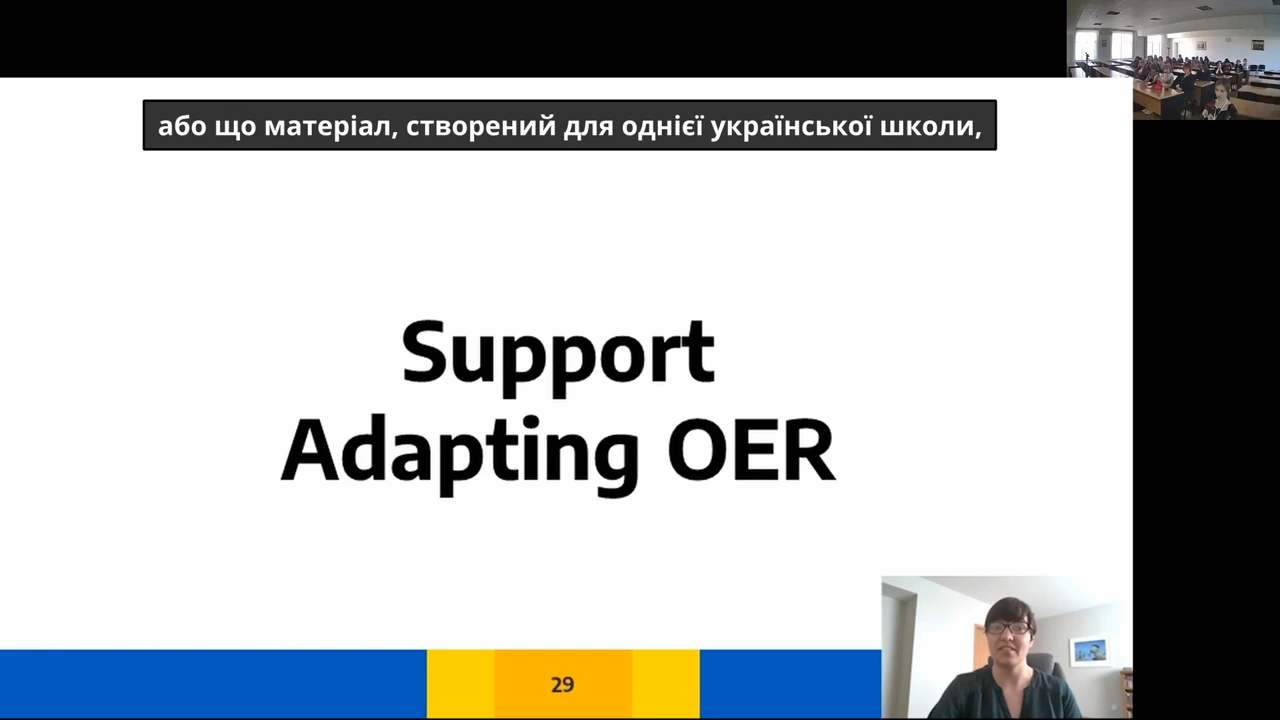 або що матеріал, створений для однієї української школи,
Support
Adapting OER
29